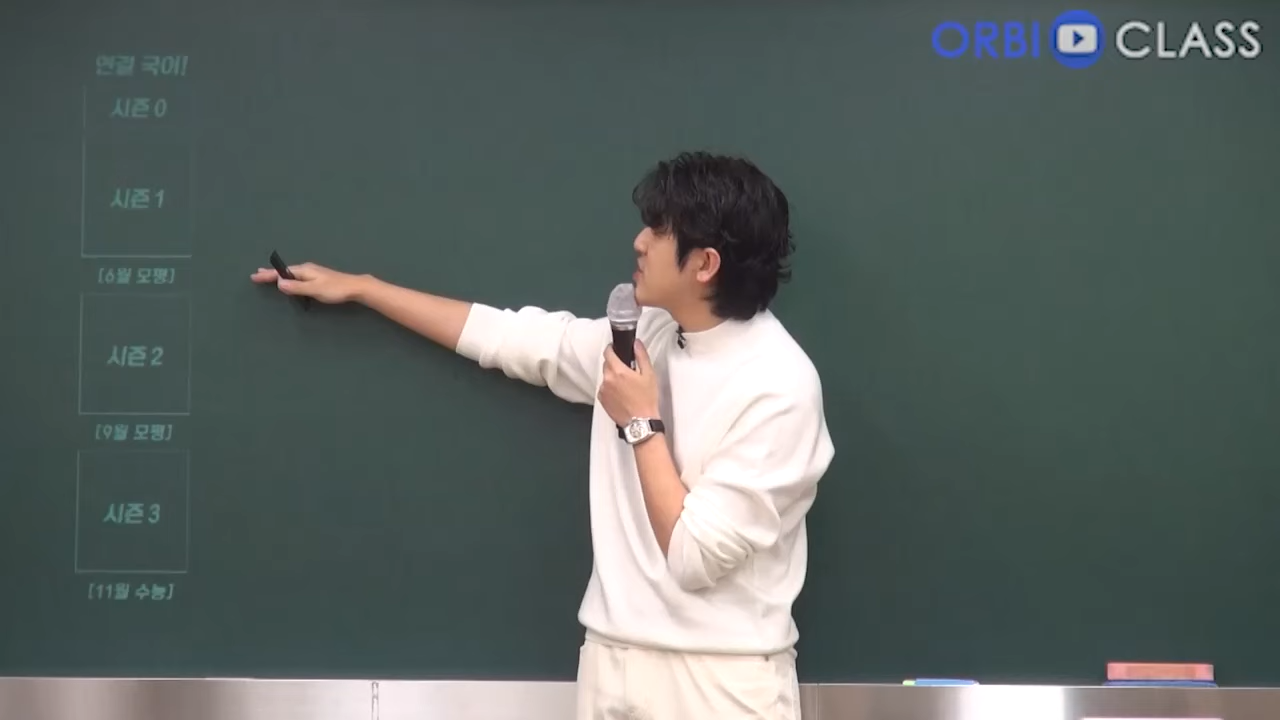 ORBI CLASS
연결 국어!
시즌 0
시즌 1
[6월 모평]
시즌 2
[9월 모평]
시즌 3
[11월 수능]